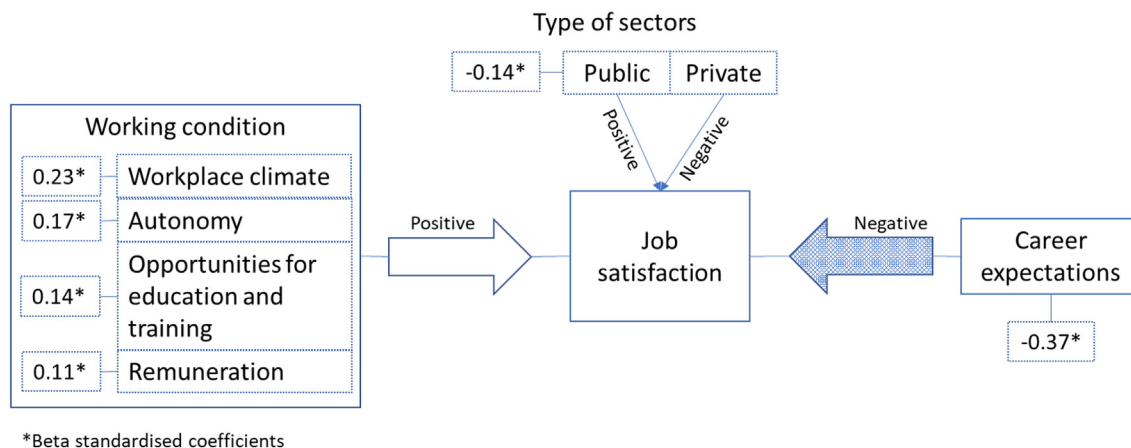 Type of sectors
-0.14*
Public
Private
Positive
Negative
Working condition
0.23*
Workplace climate
0.17*
Autonomy
0.14*
Opportunities for
education and
training
0.11*
Remuneration
Positive
Job
satisfaction
Negative
Career
expectations
-0.37*
*Beta standardised coefficients